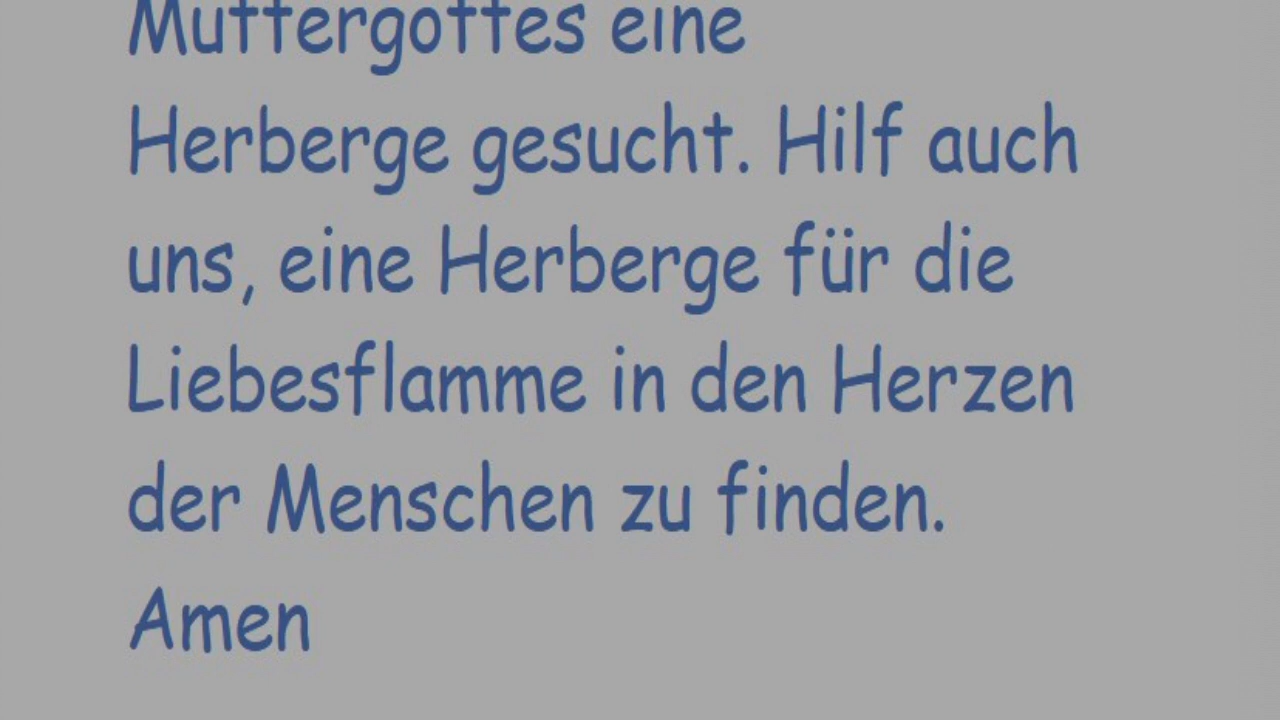 Muttergottes eine
Herberge gesucht. Hilf auch
uns, eine Herberge für die
Liebesflamme in den Herzen
der Menschen zu finden.
Amen